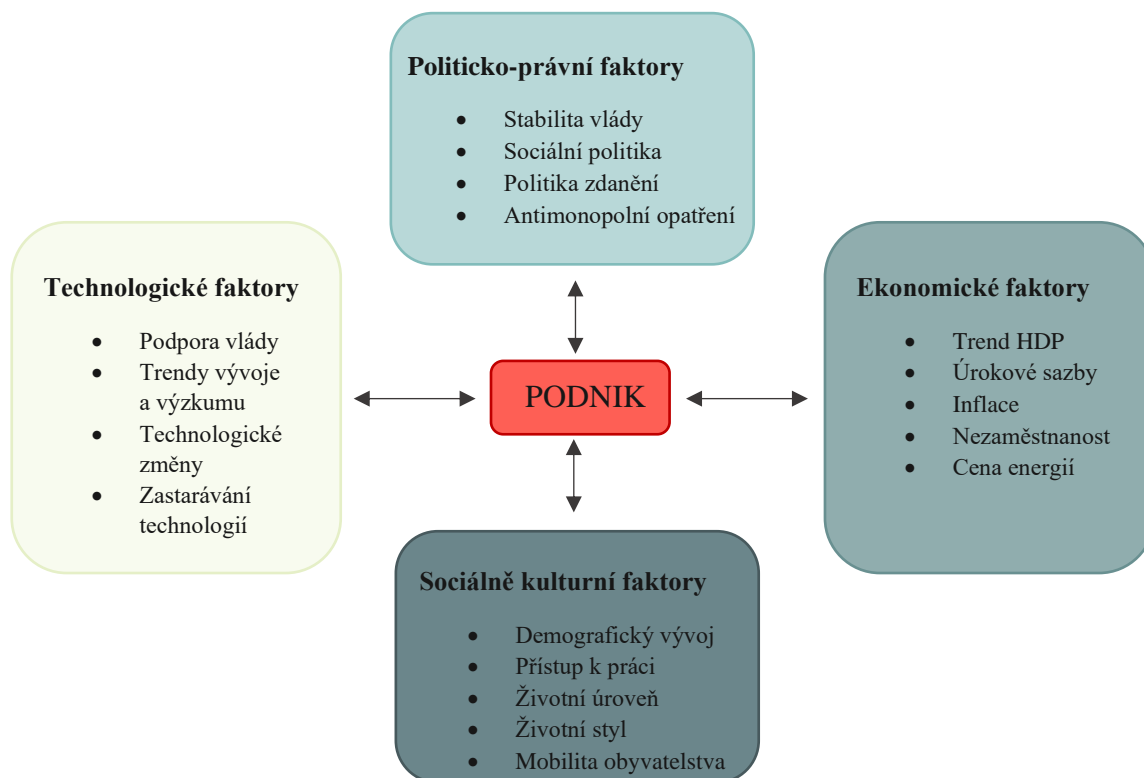 Politicko-právní faktory
• Stabilita vlády
• Sociální politika
• Politika zdanění
• Antimonopolní opatření
Technologické faktory
• Podpora vlády
• Trendy vývoje
a výzkumu
• Technologické
změny
• Zastarávání
technologií
PODNIK
Ekonomické faktory
• Trend HDP
• Úrokové sazby
• Inflace
• Nezaměstnanost
• Cena energií
Sociálně kulturní faktory
• Demografický vývoj
• Přístup k práci
• Životní úroveň
• Životní styl
• Mobilita obyvatelstva